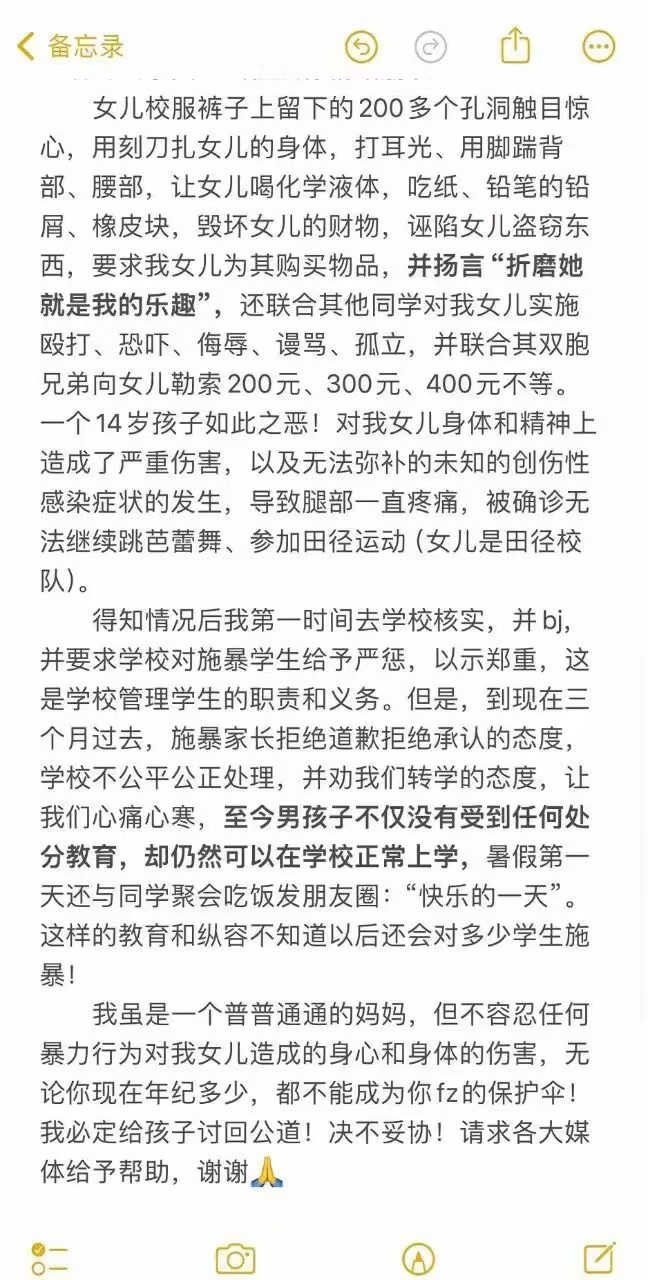 备忘录
女儿校服裤子上留下的200多个孔洞触目惊
心，用刻刀扎女儿的身体，打耳光、用脚踹背
部、腰部，让女儿喝化学液体，吃纸、铅笔的铅
屑、橡皮块，毁坏女儿的财物，诬陷女儿盗窃东
西，要求我女儿为其购买物品，并扬言“折磨她
就是我的乐趣”，还联合其他同学对我女儿实施
殴打、恐吓、侮辱、谩骂、孤立，并联合其双胞
兄弟向女儿勒索200元、300元、400元不等。
一个14岁孩子如此之恶！对我女儿身体和精神上
造成了严重伤害，以及无法弥补的未知的创伤性
感染症状的发生，导致腿部一直疼痛，被确诊无
法继续跳芭蕾舞、参加田径运动（女儿是田径校
队）。
得知情况后我第一时间去学校核实，并bj，
并要求学校对施暴学生给予严惩，以示郑重，这
是学校管理学生的职责和义务。但是，到现在三
个月过去，施暴家长拒绝道歉拒绝承认的态度，
学校不公平公正处理，并劝我们转学的态度，让
我们心痛心寒，至今男孩子不仅没有受到任何处
分教育，却仍然可以在学校正常上学，暑假第一
天还与同学聚会吃饭发朋友圈：“快乐的一天”。
这样的教育和纵容不知道以后还会对多少学生施
暴！
我虽是一个普普通通的妈妈，但不容忍任何
暴力行为对我女儿造成的身心和身体的伤害，无
论你现在年纪多少，都不能成为你fz的保护伞！
我必定给孩子讨回公道！决不妥协！请求各大媒
体给予帮助，谢谢🙏